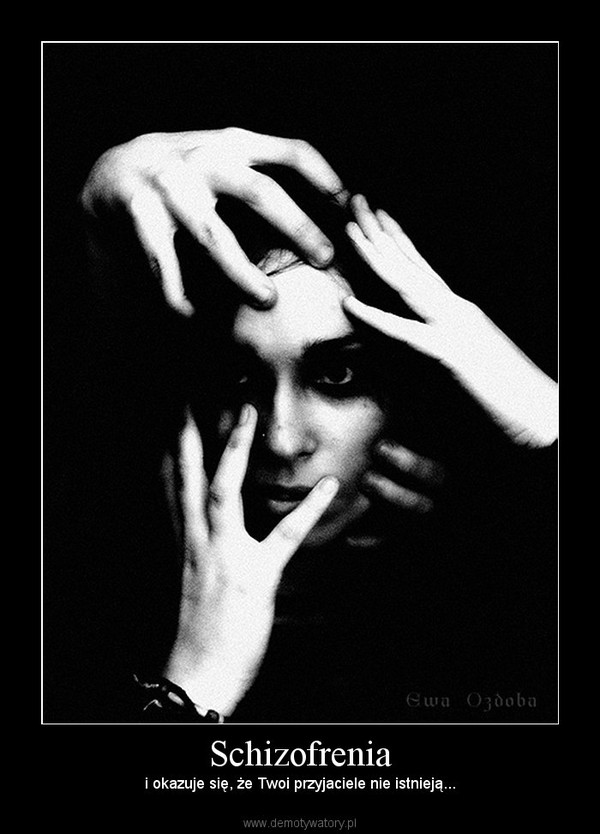 Ewa Ozdoba
Schizofrenia
i okazuje się, że Twoi przyjaciele nie istnieją...
www.demotywatory.pl